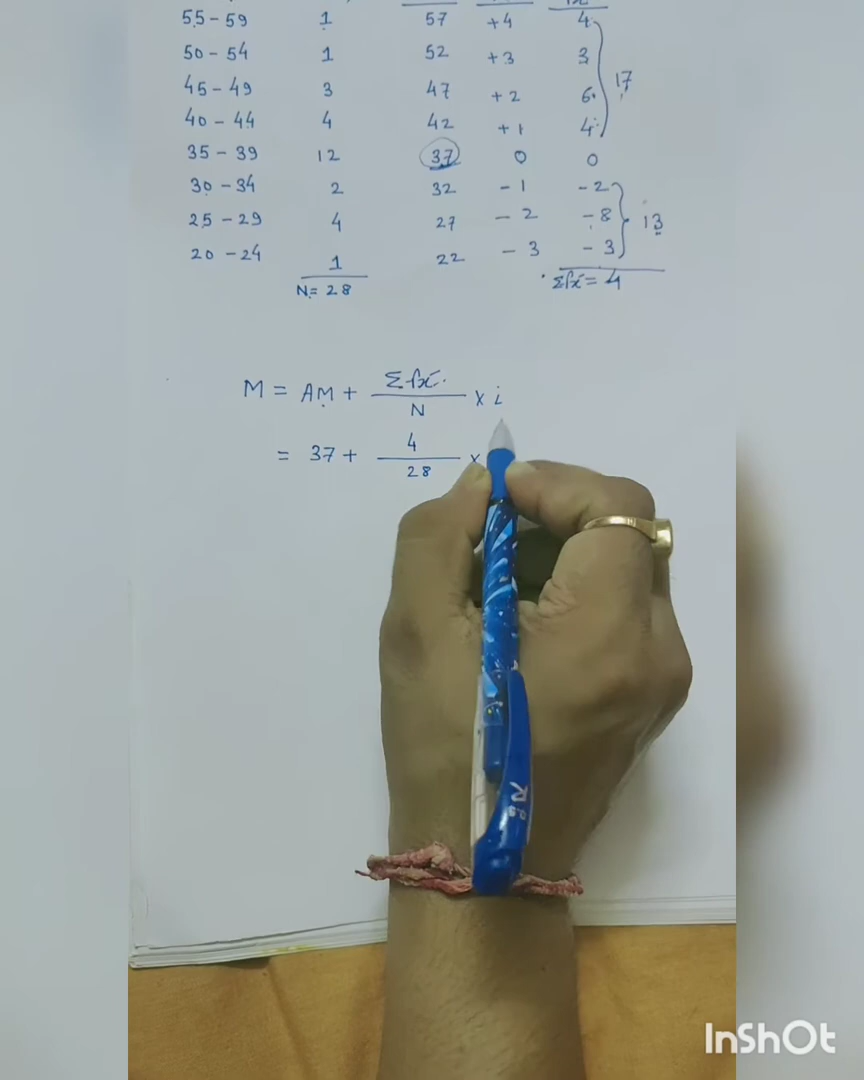 55 - 59 1 57 +4 4
50 - 54 1 52 +3 3
45 - 49 3 47 +2 6 17
40 - 44 4 42 +1 4
35 - 39 12 37 0 0
30 - 34 2 32 - 1 - 2
25 - 29 4 27 - 2 - 8 13
20 - 24 1 22 - 3 - 3
N = 28 Σfx' = 4
M = AM + Σfx' / N × i
= 37 + 4 / 28 ×
InShOt